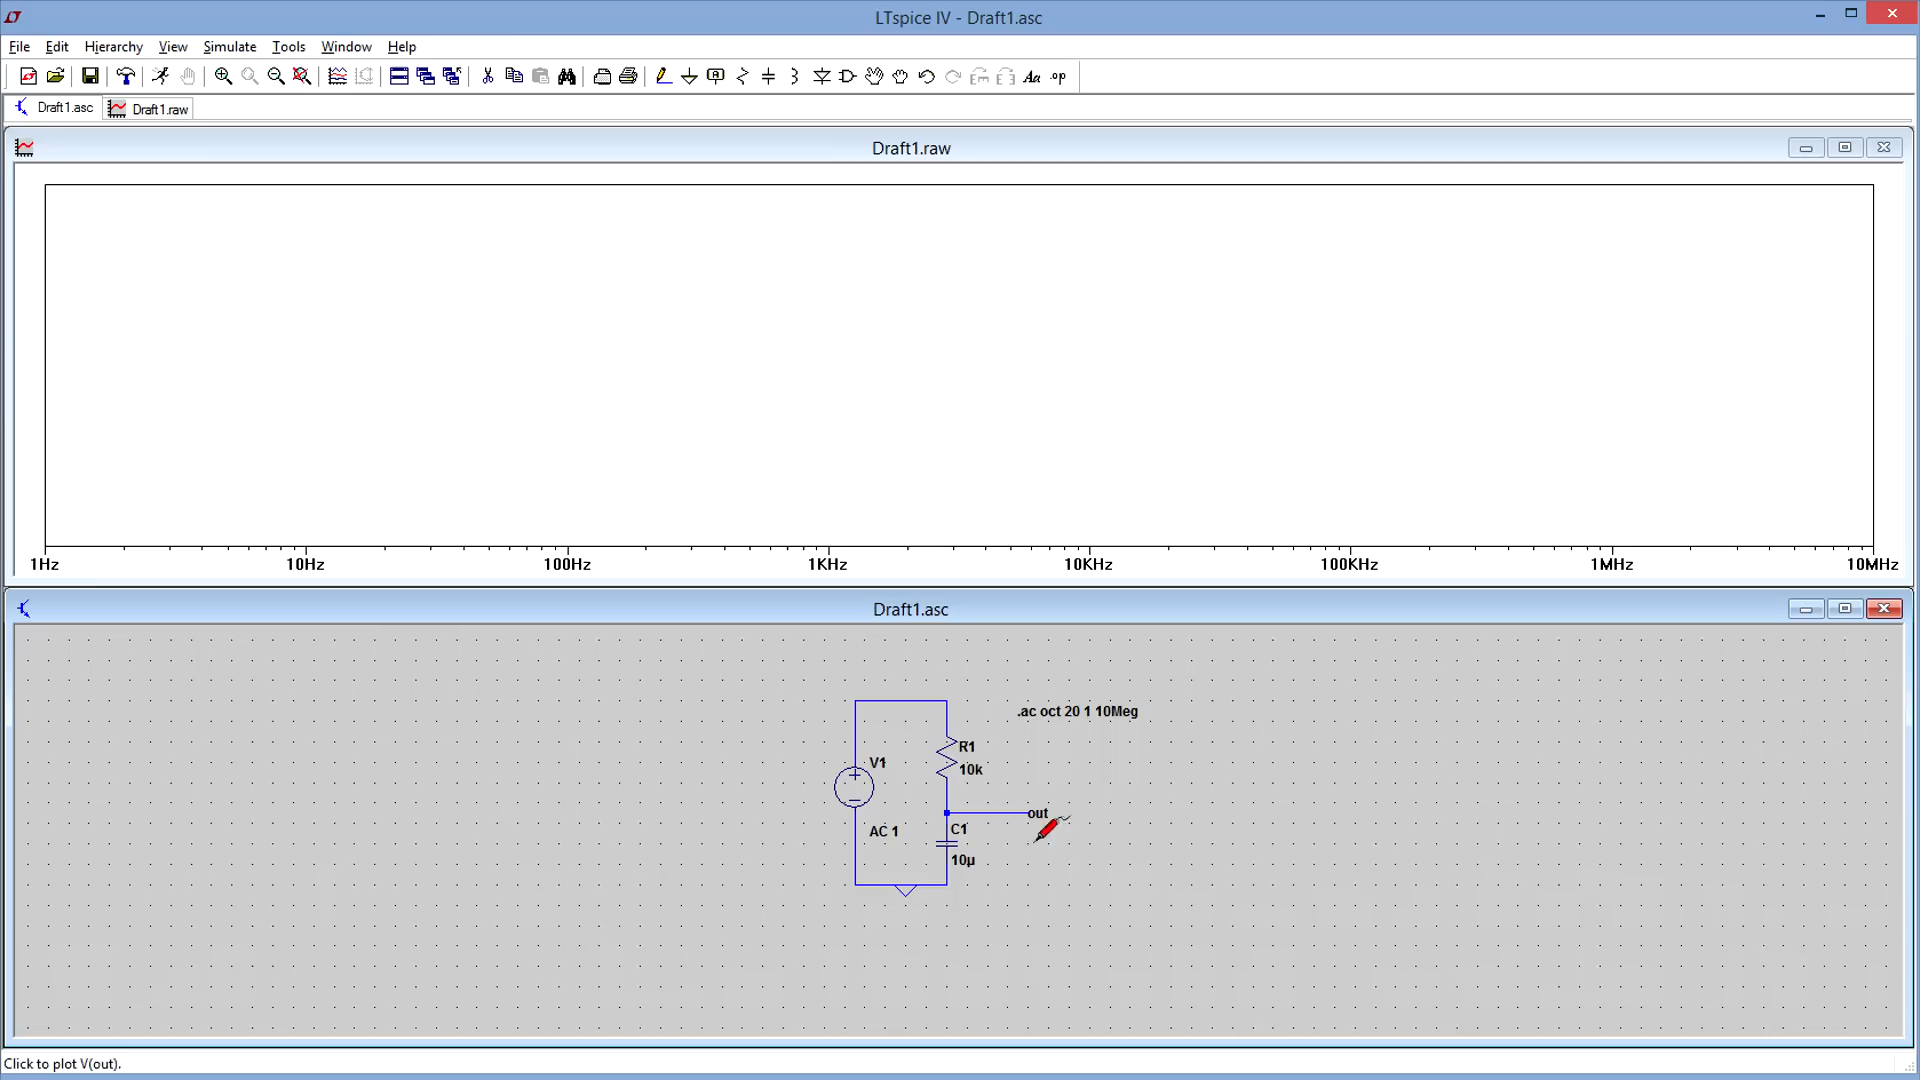 LTspice IV - Draft1.asc
File Edit Hierarchy View Simulate Tools Window Help
Aa .op
Draft1.asc Draft1.raw
Draft1.raw
1Hz 10Hz 100Hz 1KHz 10KHz 100KHz 1MHz 10MHz
Draft1.asc
.ac oct 20 1 10Meg
R1
V1
10k
out
C1
AC 1
10µ
Click to plot V(out).